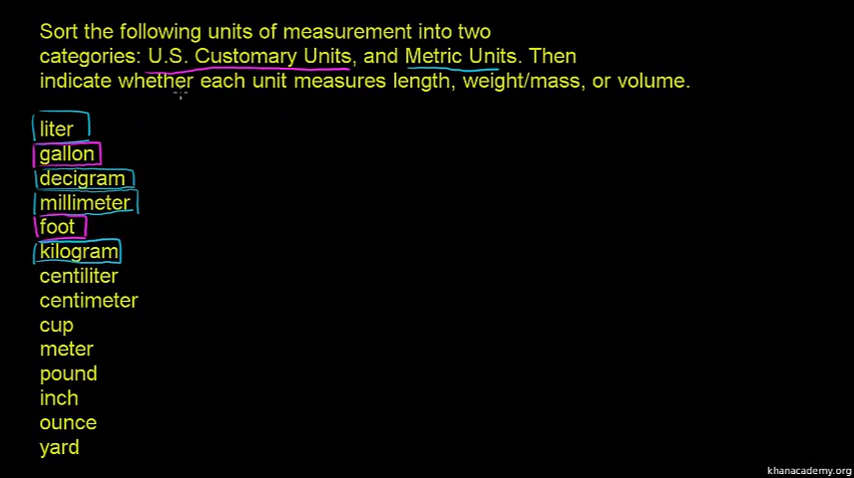 Sort the following units of measurement into two
categories: U.S. Customary Units, and Metric Units. Then
indicate whether each unit measures length, weight/mass, or volume.
liter
gallon
decigram
millimeter
foot
kilogram
centiliter
centimeter
cup
meter
pound
inch
ounce
yard
khanacademy.org